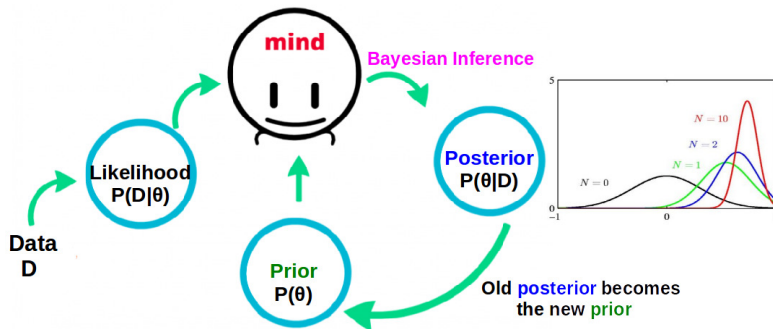 mind
Bayesian Inference
Likelihood
P(D|θ)
Data
D
Prior
P(θ)
Posterior
P(θ|D)
Old posterior becomes
the new prior
5
N = 10
N = 2
N = 1
N = 0
0
−1
0